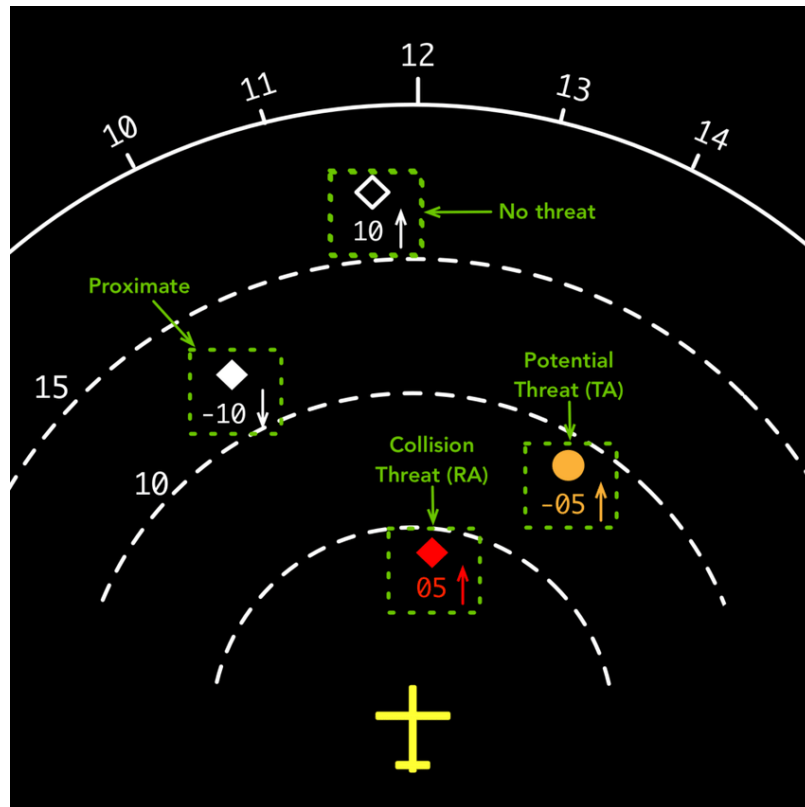 12
11
13
10
14
10 ↑
No threat
Proximate
15
-10 ↓
Potential
Threat (TA)
Collision
Threat (RA)
10
-05 ↑
05 ↑